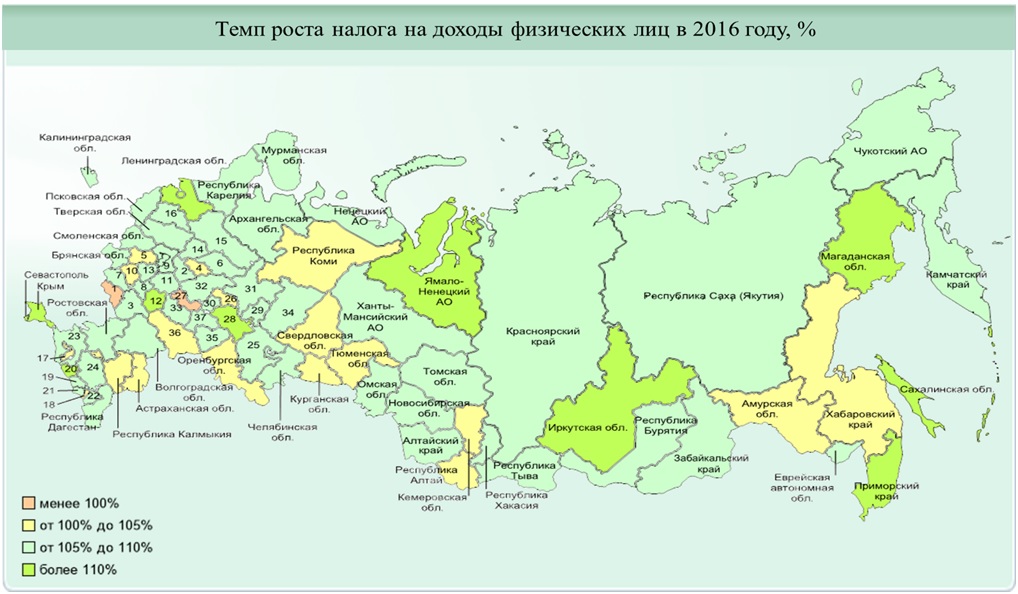 Темп роста налога на доходы физических лиц в 2016 году, %
Калининградская
обл.
Ленинградская обл.
Мурманская
обл.
Чукотский АО
Псковская обл.
Республика
Карелия
Тверская обл.
16
Архангельская
обл.
Ненецкий
АО
Смоленская обл.
15
Брянская обл.
14
5
1
9
6
Республика
Коми
7
10
13
2
4
Магаданская
обл.
Севастополь
Крым
8
11
32
31
Ямало-
Ненецкий
АО
Камчатский
край
1
3
12
27
26
30
33
29
34
Ростовская
обл.
37
28
Ханты-
Мансийский
АО
Республика Саха (Якутия)
23
36
35
25
Свердловская
обл.
Красноярский
край
17
20
24
Оренбургская
обл.
Тюменская
обл.
19
21
22
18
Волгоградская
обл.
Омская
обл.
Томская
обл.
Сахалинская обл.
Астраханская обл.
Курганская
обл.
Новосибирская
обл.
Амурская
обл.
Хабаровский
край
Республика
Дагестан
Республика Калмыкия
Челябинская
обл.
Иркутская обл.
Республика
Бурятия
Алтайский
край
Забайкальский
край
Республика
Алтай
Республика
Тыва
Еврейская
автономная
обл.
Приморский
край
Кемеровская
обл.
Республика
Хакасия
менее 100%
от 100% до 105%
от 105% до 110%
более 110%